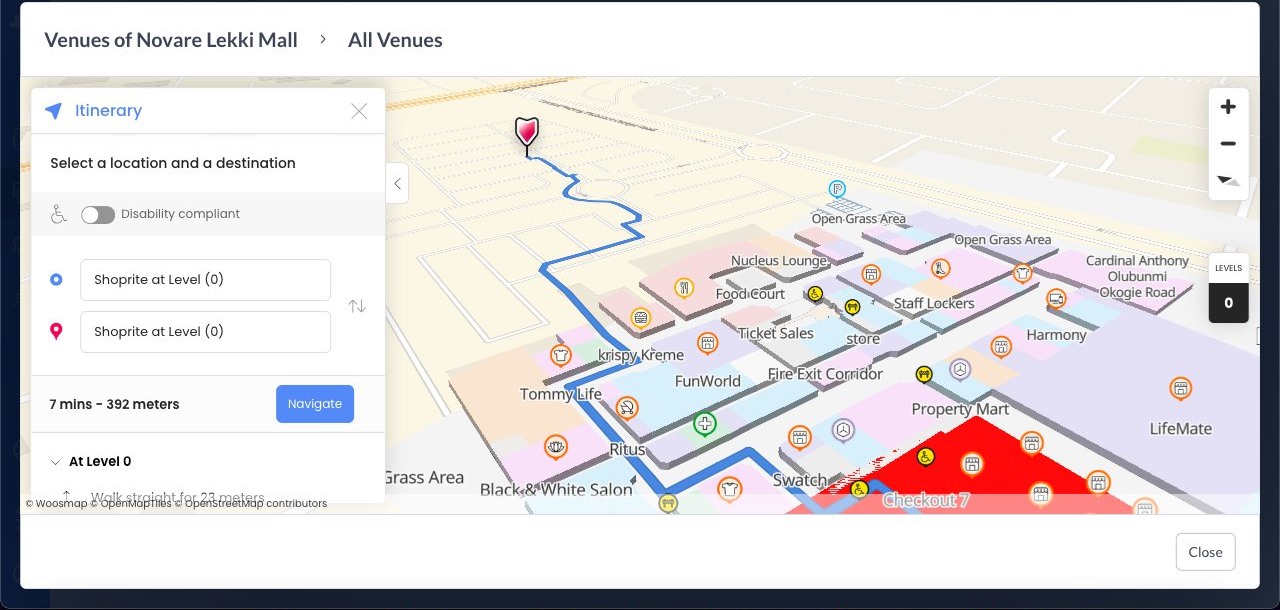 Venues of Novare Lekki Mall > All Venues
Itinerary
Select a location and a destination
Disability compliant
Shoprite at Level (0)
Shoprite at Level (0)
7 mins - 392 meters
Navigate
At Level 0
Walk straight for 23 meters
© Woosmap © OpenMapTiles © OpenStreetMap contributors
P
Open Grass Area
Open Grass Area
Nucleus Lounge
Cardinal Anthony
Olubunmi
Okogie Road
Food Court
Staff Lockers
Ticket Sales
store
Harmony
krispy Kreme
Fire Exit Corridor
FunWorld
Tommy Life
Property Mart
LifeMate
Ritus
Grass Area
Black & White Salon
Swatch
Checkout 7
LEVELS
0
Close